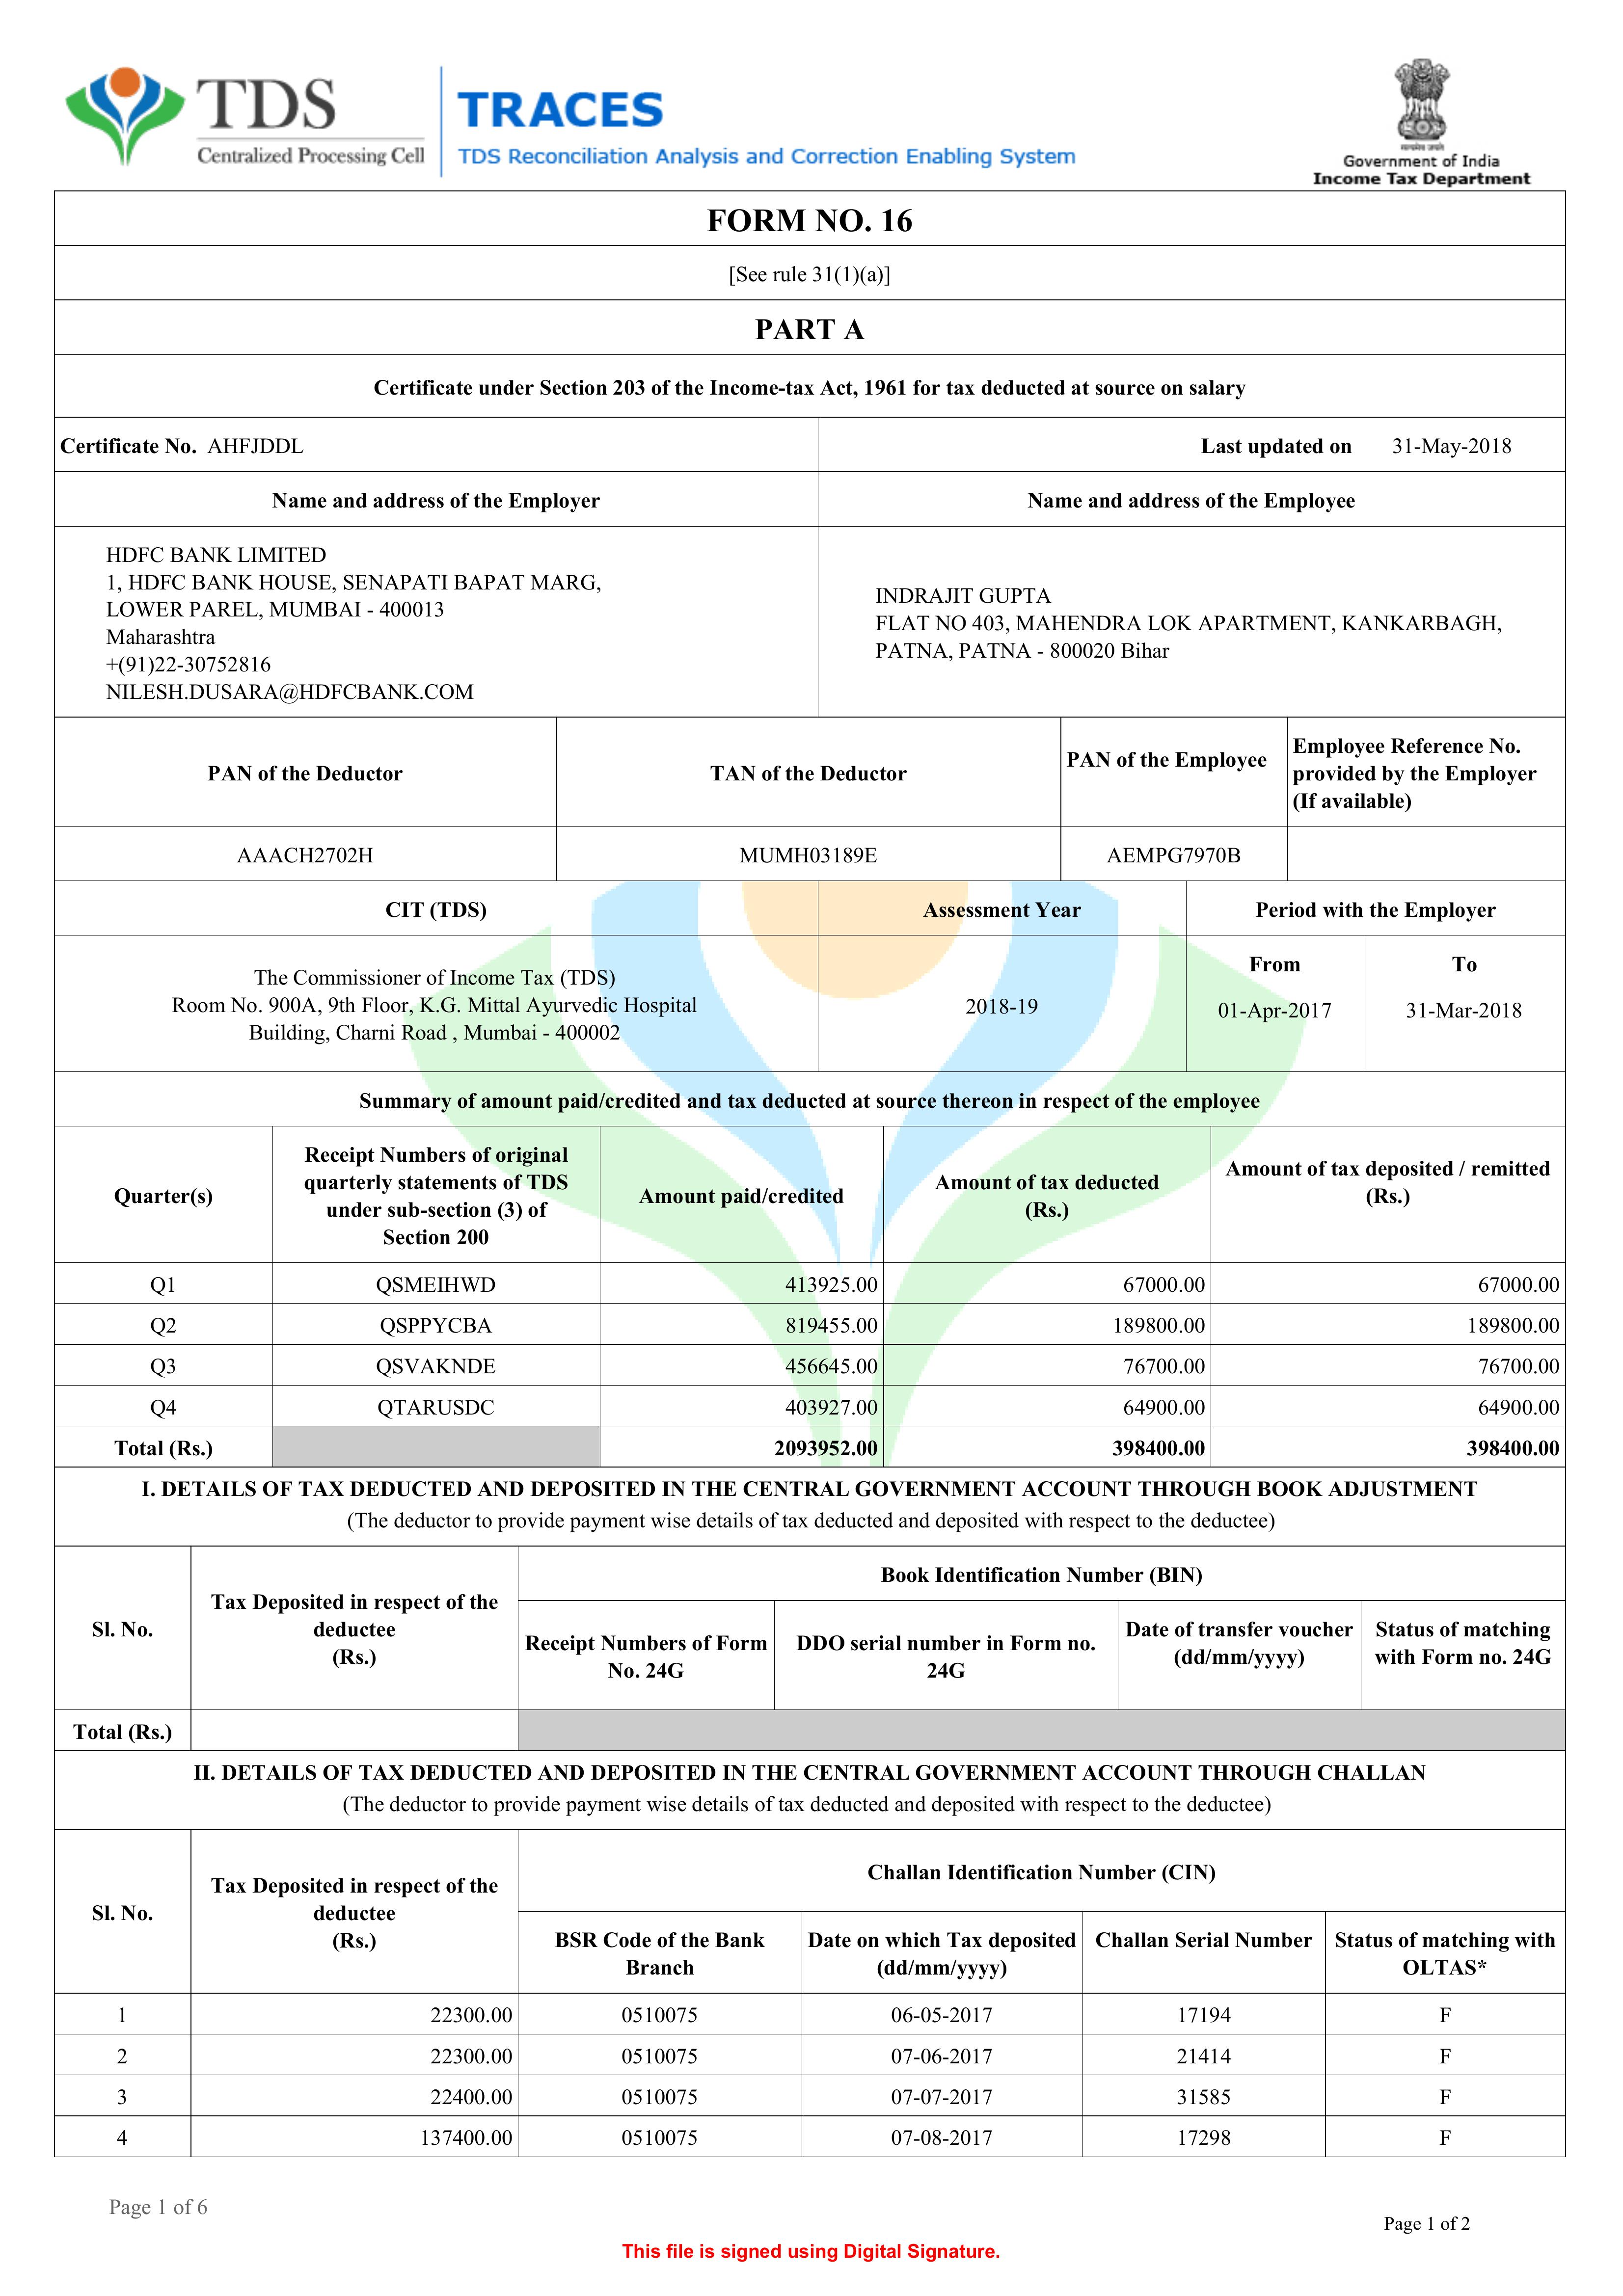 TDS
Centralized Processing Cell
TRACES
TDS Reconciliation Analysis and Correction Enabling System
सत्यमेव जयते
Government of India
Income Tax Department
FORM NO. 16
[See rule 31(1)(a)]
PART A
Certificate under Section 203 of the Income-tax Act, 1961 for tax deducted at source on salary
Certificate No. AHFJDDL Last updated on 31-May-2018
Name and address of the Employer Name and address of the Employee
HDFC BANK LIMITED
1, HDFC BANK HOUSE, SENAPATI BAPAT MARG,
LOWER PAREL, MUMBAI - 400013
Maharashtra
+(91)22-30752816
NILESH.DUSARA@HDFCBANK.COM
INDRAJIT GUPTA
FLAT NO 403, MAHENDRA LOK APARTMENT, KANKARBAGH,
PATNA, PATNA - 800020 Bihar
PAN of the Deductor
TAN of the Deductor
PAN of the Employee
Employee Reference No.
provided by the Employer
(If available)
AAACH2702H MUMH03189E AEMPG7970B
CIT (TDS) Assessment Year Period with the Employer
The Commissioner of Income Tax (TDS)
Room No. 900A, 9th Floor, K.G. Mittal Ayurvedic Hospital
Building, Charni Road , Mumbai - 400002
2018-19
From To
01-Apr-2017 31-Mar-2018
Summary of amount paid/credited and tax deducted at source thereon in respect of the employee
Quarter(s)
Receipt Numbers of original
quarterly statements of TDS
under sub-section (3) of
Section 200
Amount paid/credited
Amount of tax deducted
(Rs.)
Amount of tax deposited / remitted
(Rs.)
Q1 QSMEIHWD 413925.00 67000.00 67000.00
Q2 QSPPYCBA 819455.00 189800.00 189800.00
Q3 QSVAKNDE 456645.00 76700.00 76700.00
Q4 QTARUSDC 403927.00 64900.00 64900.00
Total (Rs.) 2093952.00 398400.00 398400.00
I. DETAILS OF TAX DEDUCTED AND DEPOSITED IN THE CENTRAL GOVERNMENT ACCOUNT THROUGH BOOK ADJUSTMENT
(The deductor to provide payment wise details of tax deducted and deposited with respect to the deductee)
Sl. No.
Tax Deposited in respect of the
deductee
(Rs.)
Book Identification Number (BIN)
Receipt Numbers of Form
No. 24G
DDO serial number in Form no.
24G
Date of transfer voucher
(dd/mm/yyyy)
Status of matching
with Form no. 24G
Total (Rs.)
II. DETAILS OF TAX DEDUCTED AND DEPOSITED IN THE CENTRAL GOVERNMENT ACCOUNT THROUGH CHALLAN
(The deductor to provide payment wise details of tax deducted and deposited with respect to the deductee)
Sl. No.
Tax Deposited in respect of the
deductee
(Rs.)
Challan Identification Number (CIN)
BSR Code of the Bank
Branch
Date on which Tax deposited
(dd/mm/yyyy)
Challan Serial Number
Status of matching with
OLTAS*
1 22300.00 0510075 06-05-2017 17194 F
2 22300.00 0510075 07-06-2017 21414 F
3 22400.00 0510075 07-07-2017 31585 F
4 137400.00 0510075 07-08-2017 17298 F
Page 1 of 6
Page 1 of 2
This file is signed using Digital Signature.